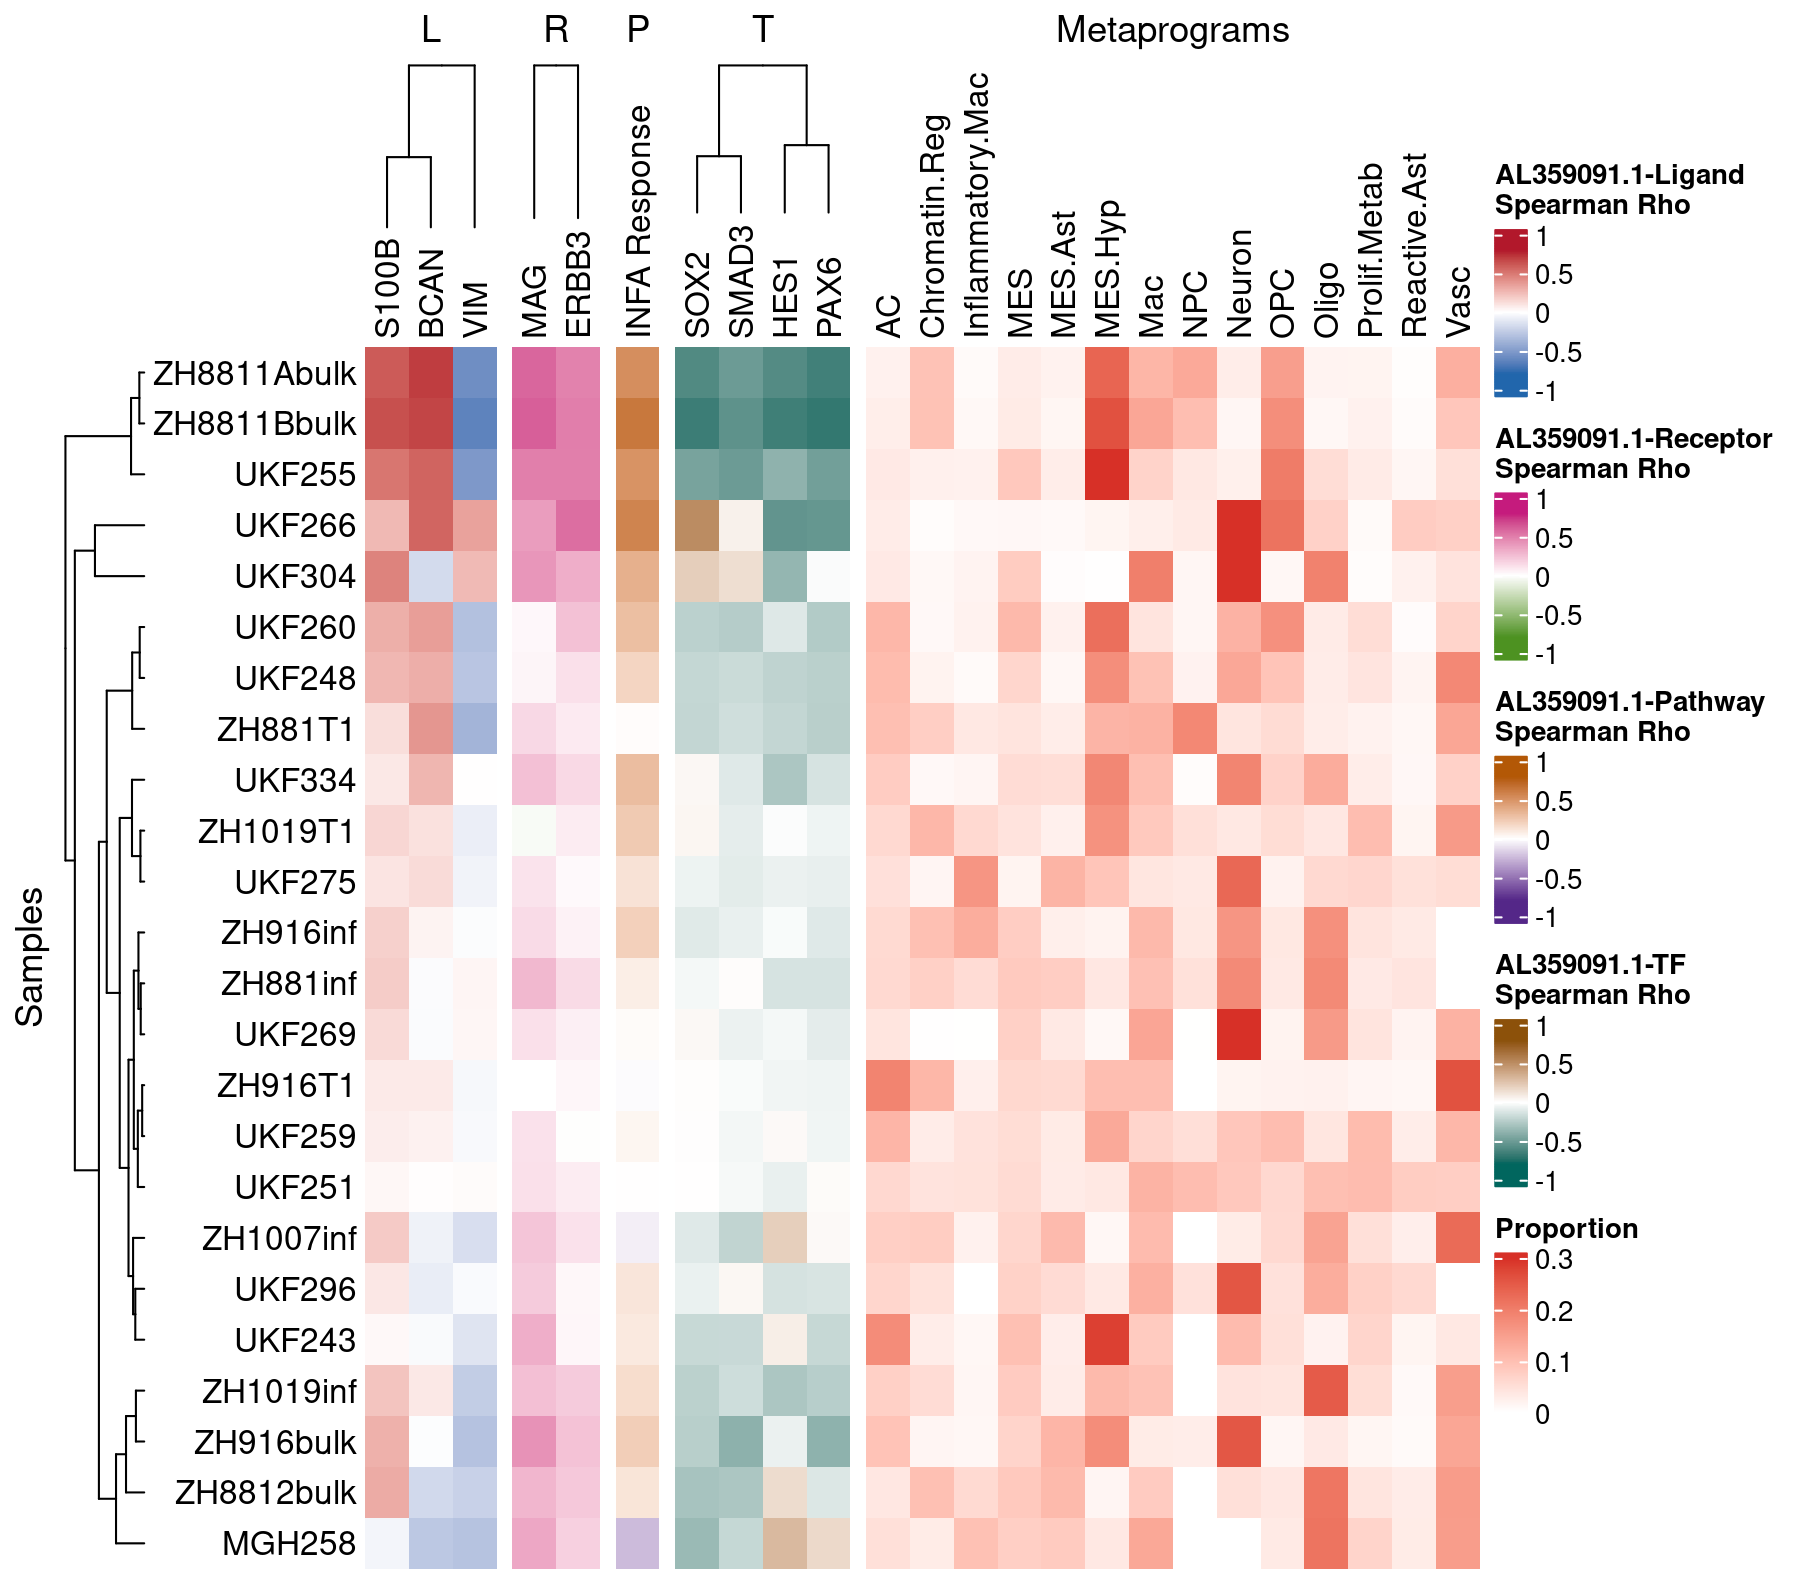 L R P T Metaprograms
S100B
BCAN
VIM
MAG
ERBB3
INFA Response
SOX2
SMAD3
HES1
PAX6
AC
Chromatin.Reg
Inflammatory.Mac
MES
MES.Ast
MES.Hyp
Mac
NPC
Neuron
OPC
Oligo
Prolif.Metab
Reactive.Ast
Vasc
Samples
ZH8811Abulk
ZH8811Bbulk
UKF255
UKF266
UKF304
UKF260
UKF248
ZH881T1
UKF334
ZH1019T1
UKF275
ZH916inf
ZH881inf
UKF269
ZH916T1
UKF259
UKF251
ZH1007inf
UKF296
UKF243
ZH1019inf
ZH916bulk
ZH8812bulk
MGH258
AL359091.1-Ligand
Spearman Rho
1
0.5
0
-0.5
-1
AL359091.1-Receptor
Spearman Rho
1
0.5
0
-0.5
-1
AL359091.1-Pathway
Spearman Rho
1
0.5
0
-0.5
-1
AL359091.1-TF
Spearman Rho
1
0.5
0
-0.5
-1
Proportion
0.3
0.2
0.1
0